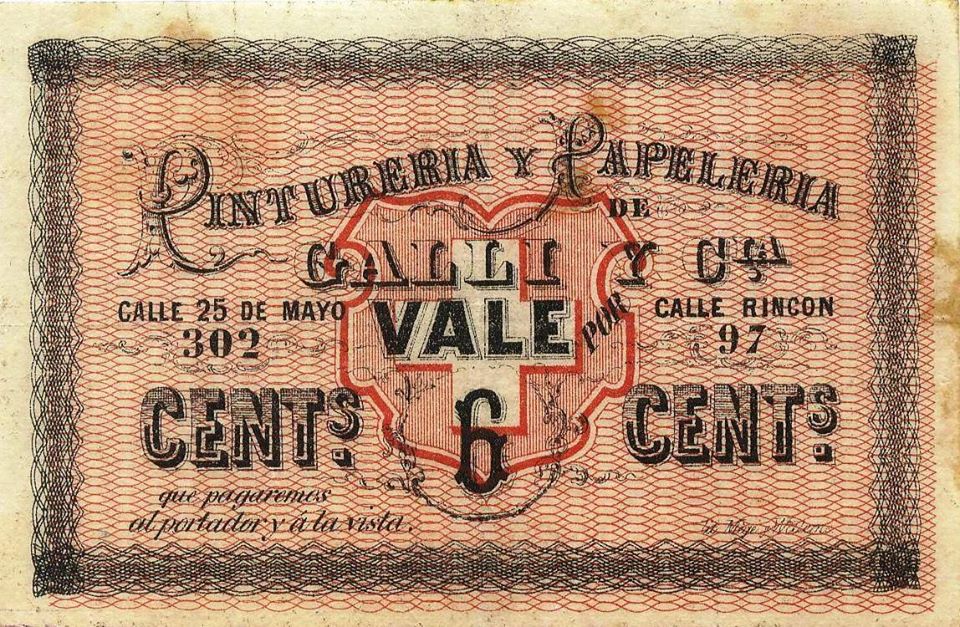 PINTURERIA Y PAPELERIA
DE
GALLI Y Cía
CALLE 25 DE MAYO
302
VALE POR
CALLE RINCON
97
CENTS.
6
CENTS.
que pagaremos
al portador y á la vista.